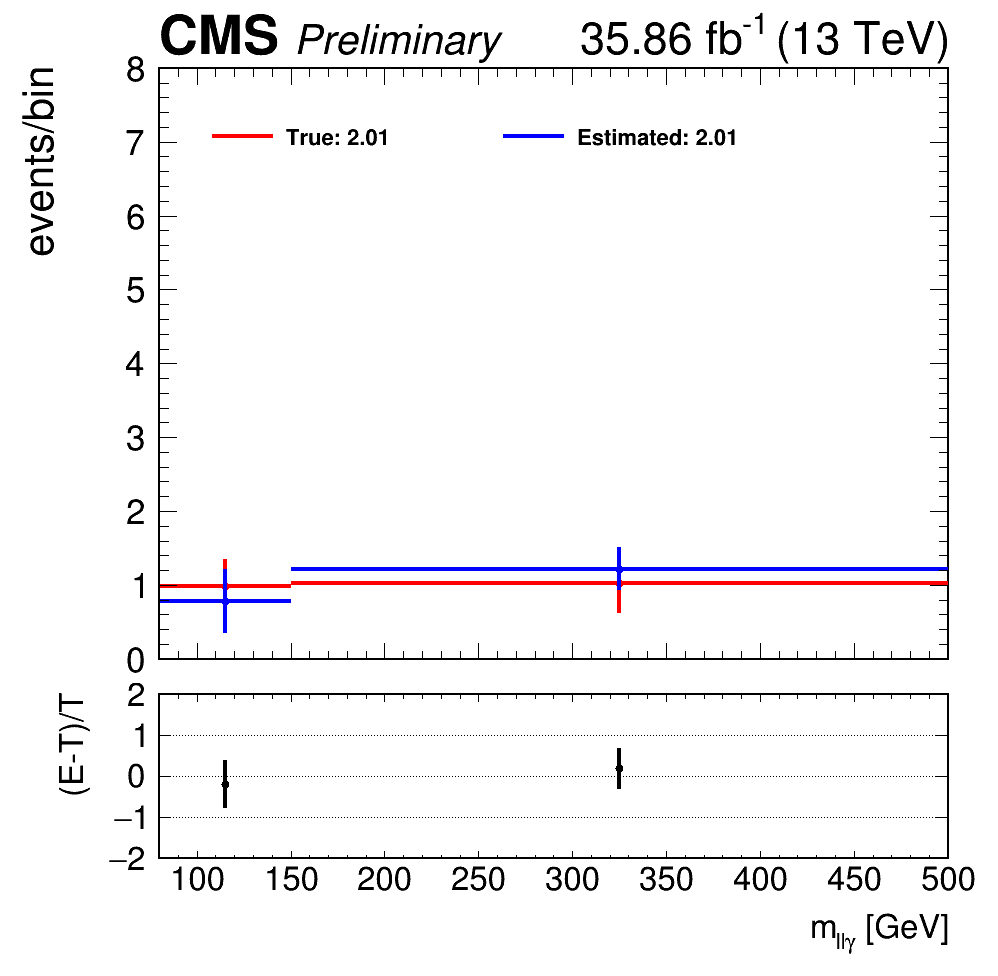 CMS Preliminary 35.86 fb⁻¹ (13 TeV)
events/bin
8
7
6
5
4
3
2
1
0
True: 2.01 Estimated: 2.01
(E-T)/T
2
1
0
−1
−2
100 150 200 250 300 350 400 450 500
m_llγ [GeV]